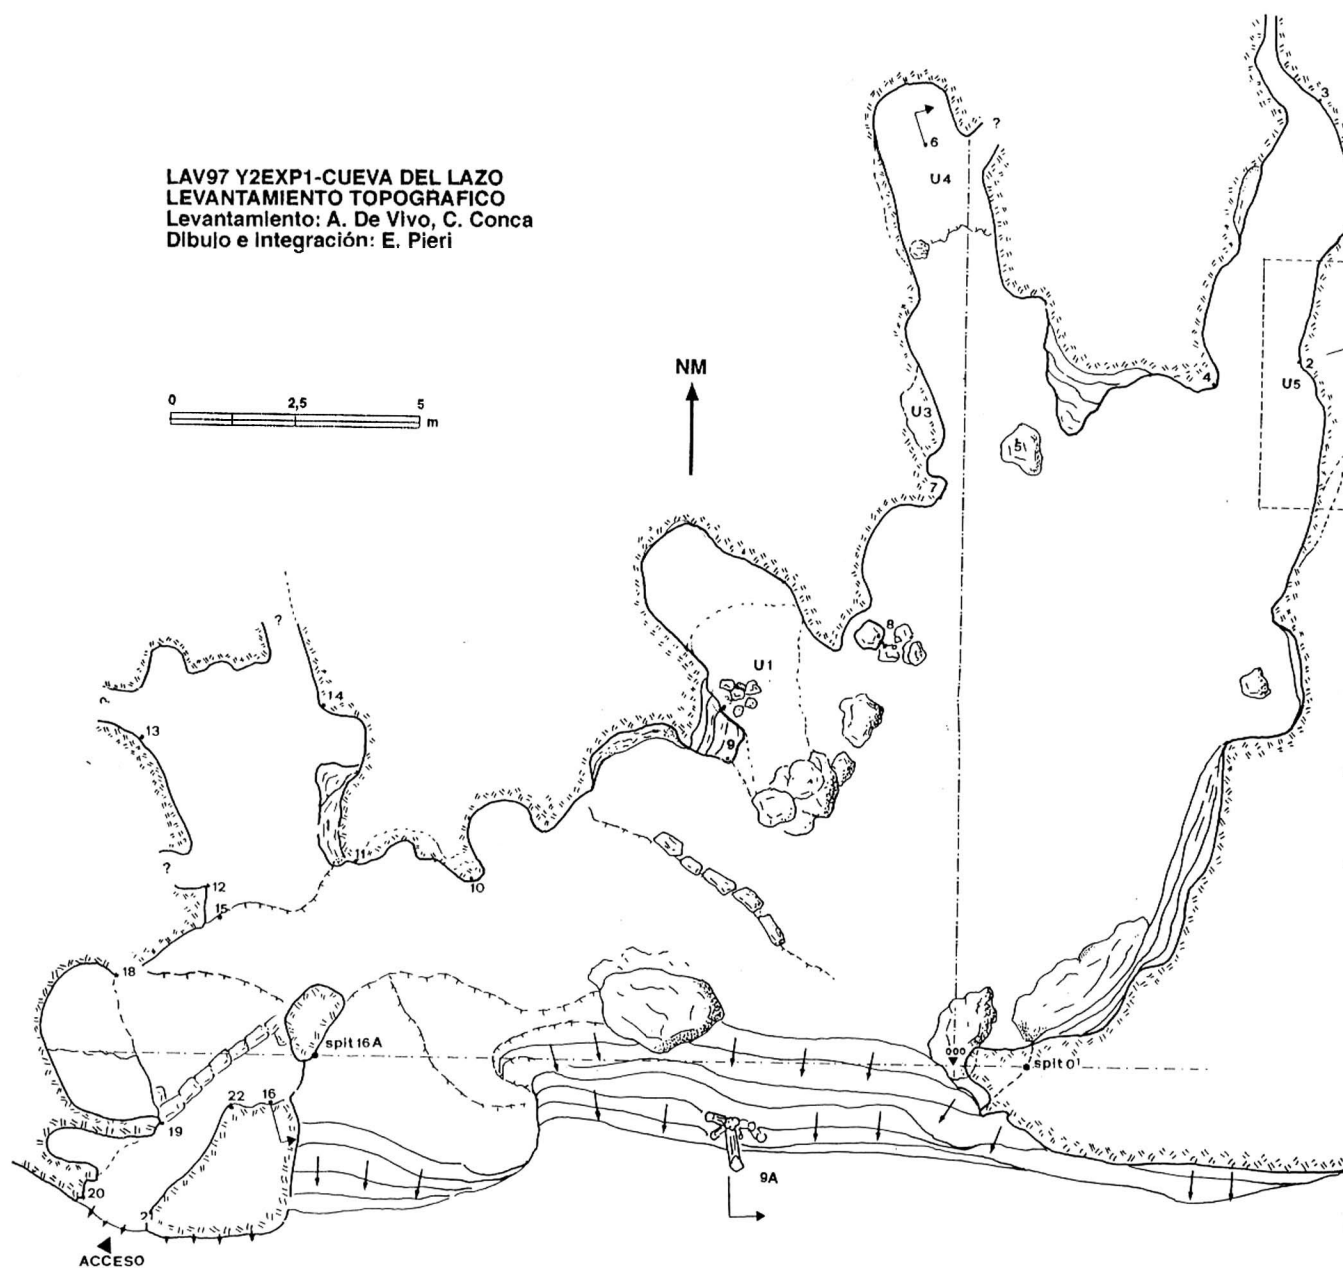 LAV97 Y2EXP1-CUEVA DEL LAZO
LEVANTAMIENTO TOPOGRAFICO
Levantamiento: A. De Vivo, C. Conca
Dibujo e integración: E. Pieri
0 2,5 5
m
NM
3
?
6
U4
4
2
U5
U3
5
7
8
U1
9
?
14
?
13
11
10
?
12
15
18
spit 16A
000
spit 0¹
22 16
19
9A
20
21
ACCESO